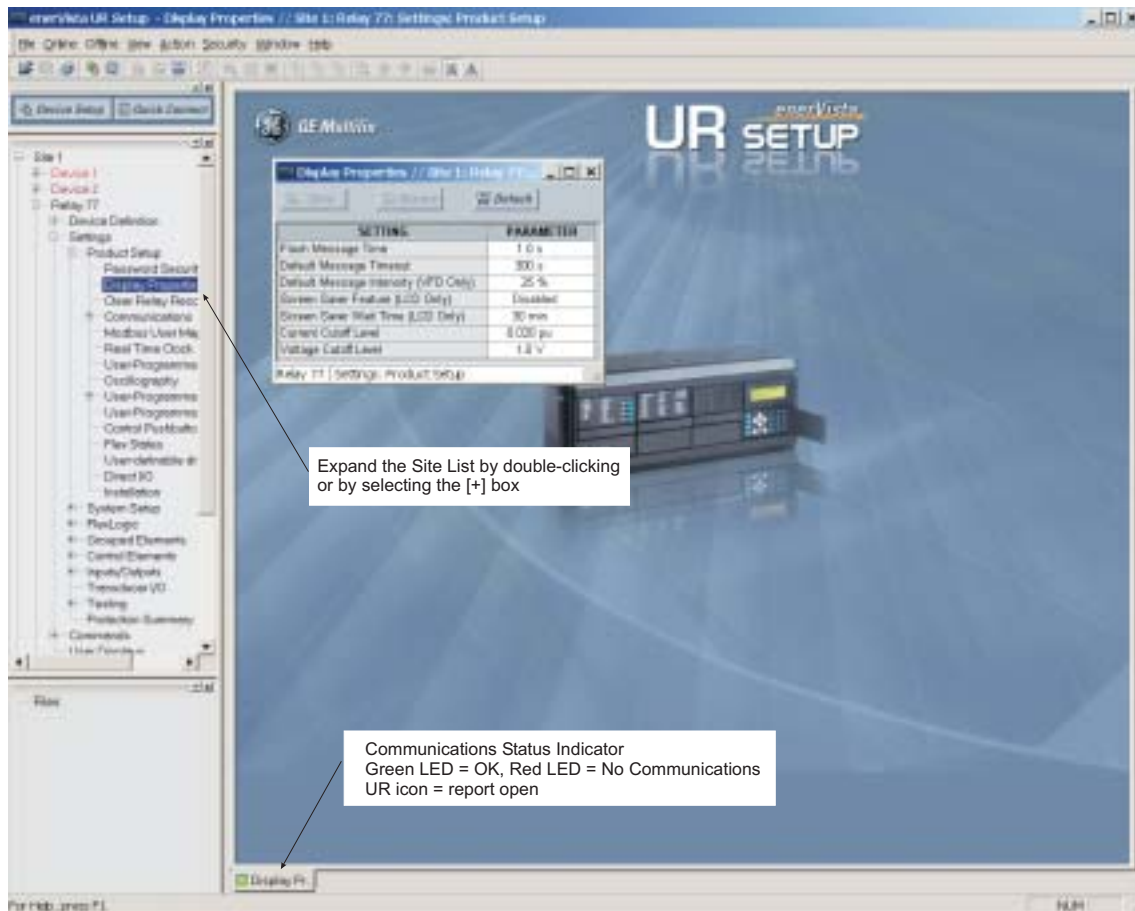 enerVista UR Setup - Display Properties // Site 1: Relay 77: Settings: Product Setup
File Online Offline View Action Security Window Help
Device Setup Quick Connect
Site 1
Device 1
Device 2
Relay 77
Device Definition
Settings
Product Setup
Password Securit
Display Propertie
Clear Relay Reco
Communications
Modbus User Ma
Real Time Clock
User-Programma
Oscillography
User-Programma
User-Programma
Control Pushbutto
Flex States
User-definable di
Direct I/O
Installation
System Setup
FlexLogic
Grouped Elements
Control Elements
Inputs/Outputs
Transducer I/O
Testing
Protection Summary
Commands
User Displays
Files
GE Multilin
enerVista
UR SETUP
Display Properties // Site 1: Relay 77:
Save Restore Default
SETTING PARAMETER
Flash Message Time 1.0 s
Default Message Timeout 300 s
Default Message Intensity (VFD Only) 25 %
Screen Saver Feature (LCD Only) Disabled
Screen Saver Wait Time (LCD Only) 30 min
Current Cutoff Level 0.020 pu
Voltage Cutoff Level 1.0 V
Relay 77 Settings: Product Setup
Expand the Site List by double-clicking
or by selecting the [+] box
Communications Status Indicator
Green LED = OK, Red LED = No Communications
UR icon = report open
Display Pr..
For Help, press F1
NUM